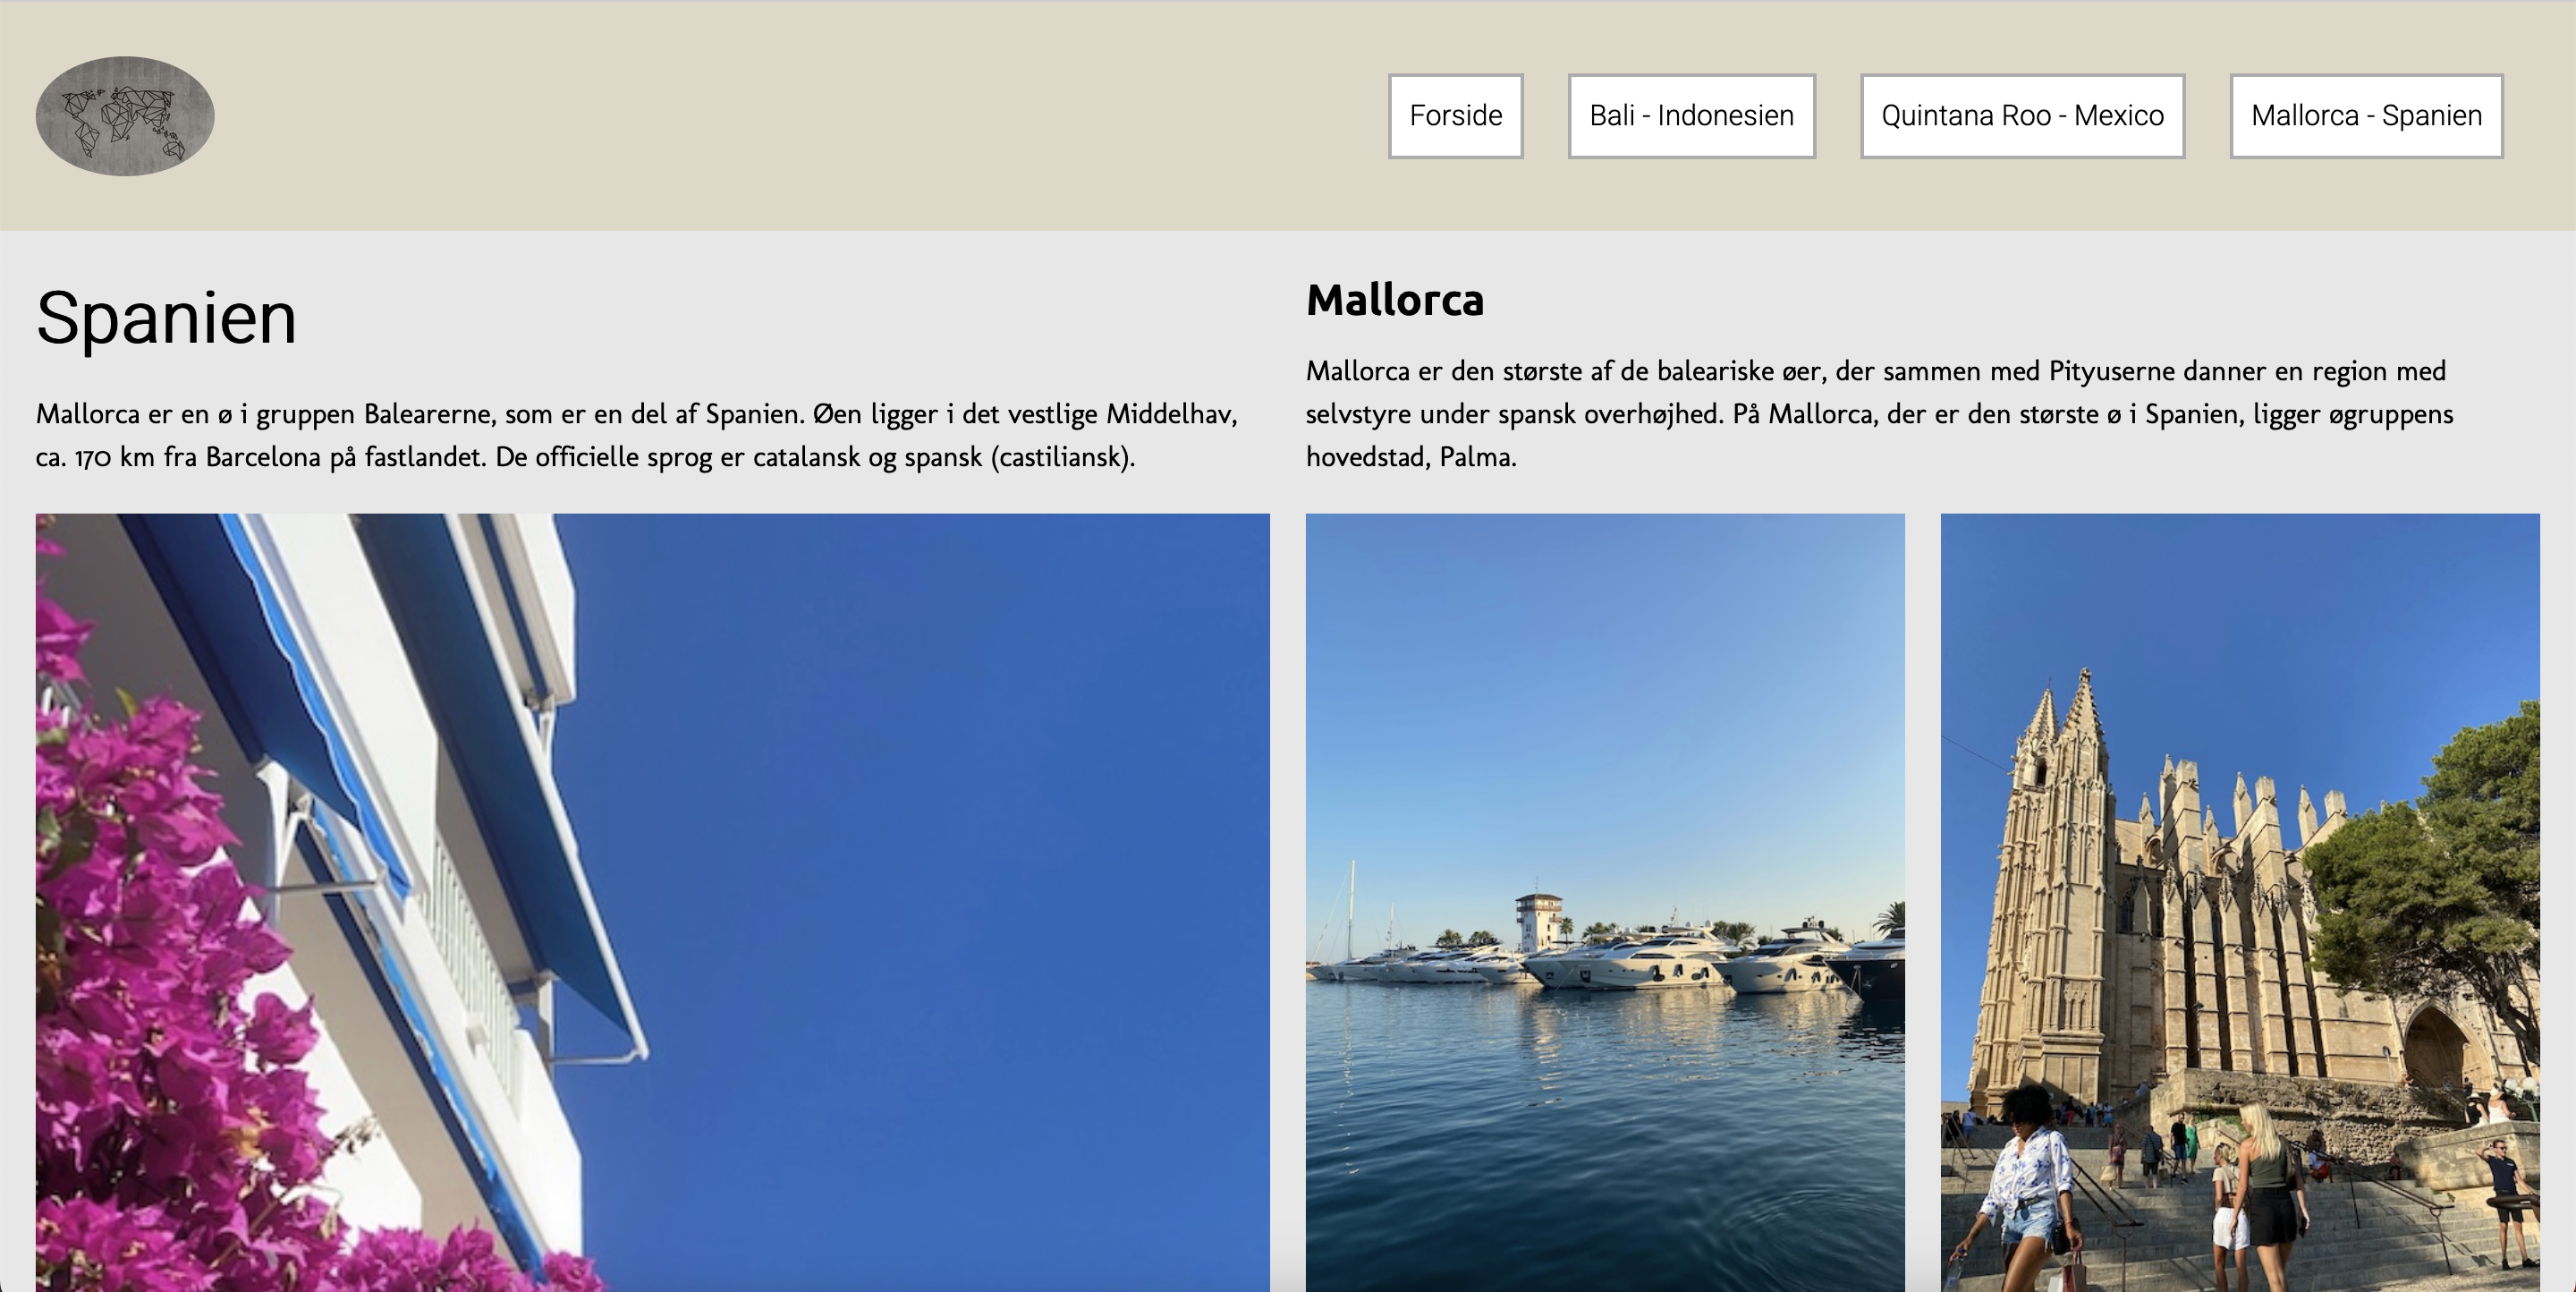 Forside
Bali - Indonesien
Quintana Roo - Mexico
Mallorca - Spanien
Spanien
Mallorca er en ø i gruppen Balearerne, som er en del af Spanien. Øen ligger i det vestlige Middelhav,
ca. 170 km fra Barcelona på fastlandet. De officielle sprog er catalansk og spansk (castiliansk).
Mallorca
Mallorca er den største af de baleariske øer, der sammen med Pityuserne danner en region med
selvstyre under spansk overhøjhed. På Mallorca, der er den største ø i Spanien, ligger øgruppens
hovedstad, Palma.